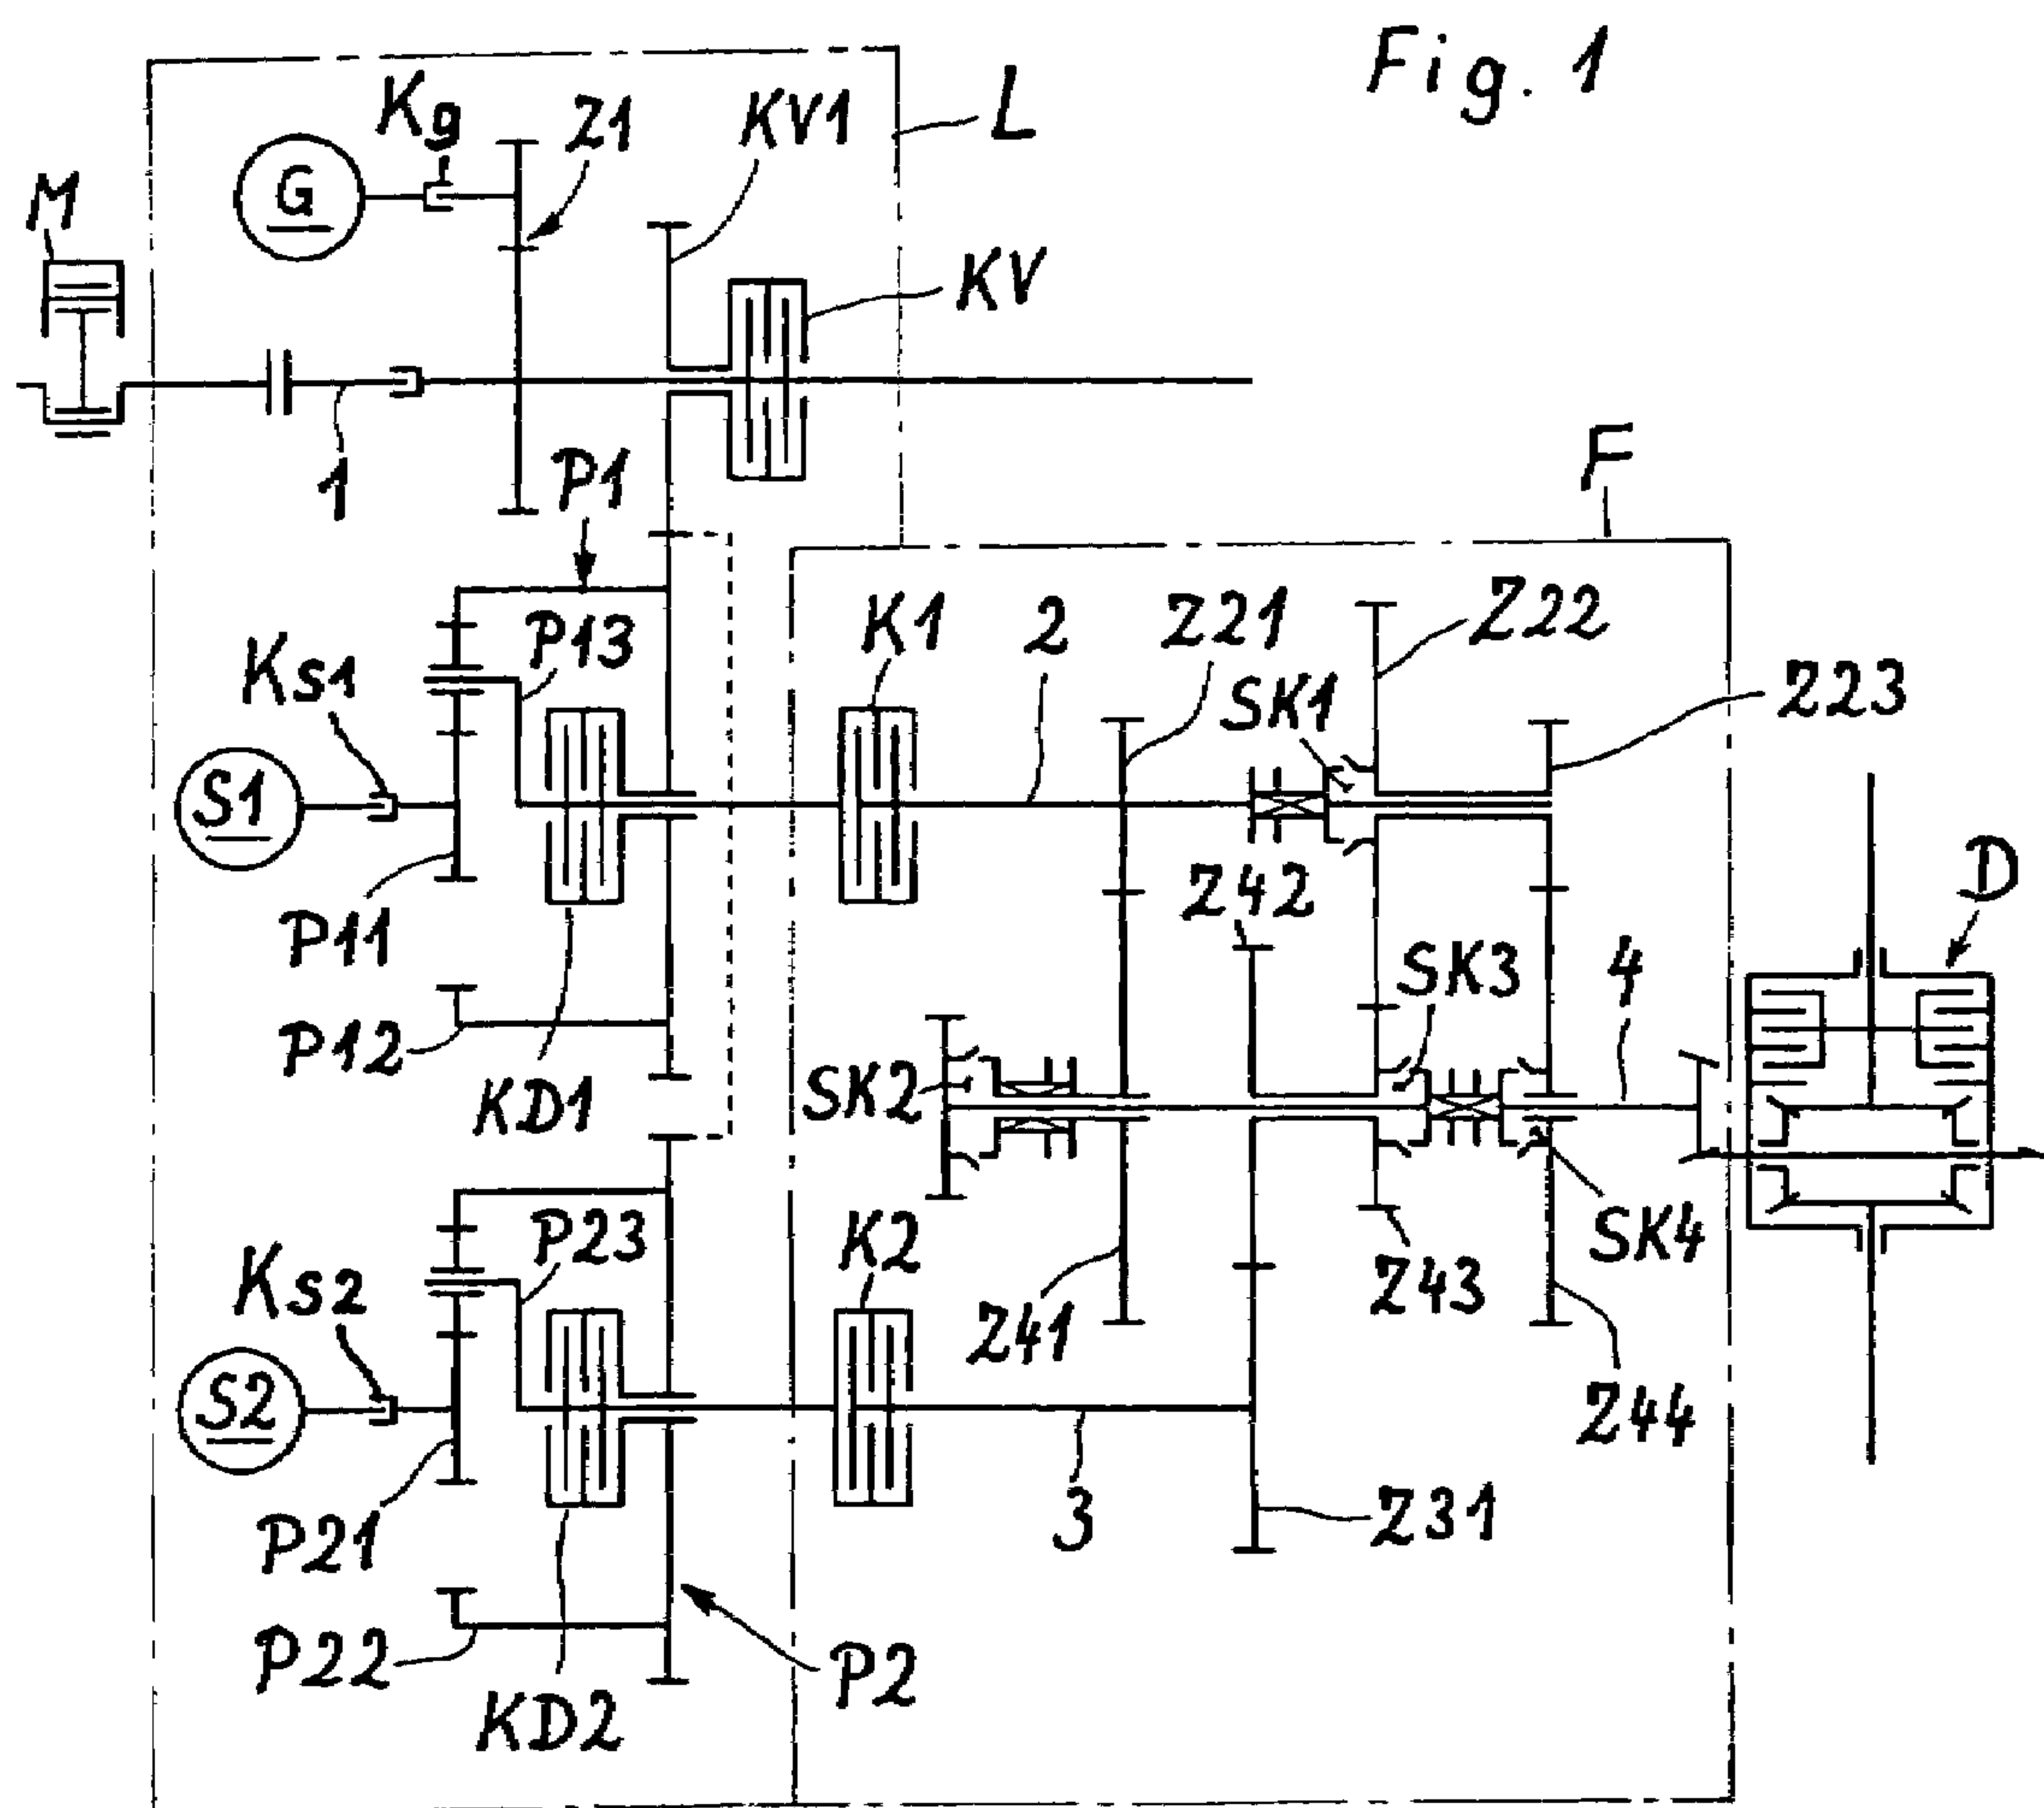 Fig. 1
Kg
Z1
KV1
L
M
G
KV
1
P1
F
K1
2
Z21
Z22
Ks1
P13
SK1
Z23
S1
Z42
D
P11
SK3
4
P12
KD1
SK2
P23
K2
SK4
Ks2
Z41
Z43
S2
Z44
P21
3
Z31
P22
KD2
P2